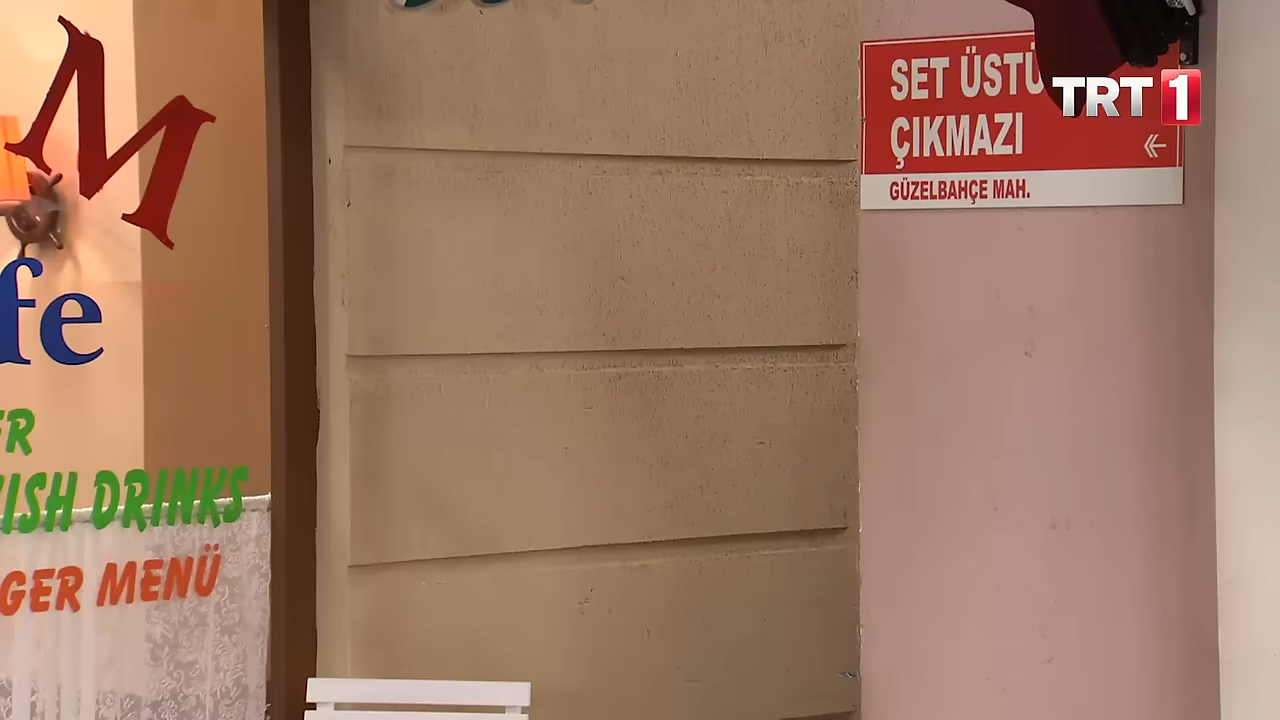 M
fe
ER
ISH DRINKS
GER MENÜ
SET ÜSTÜ
ÇIKMAZI
GÜZELBAHÇE MAH.
TRT 1